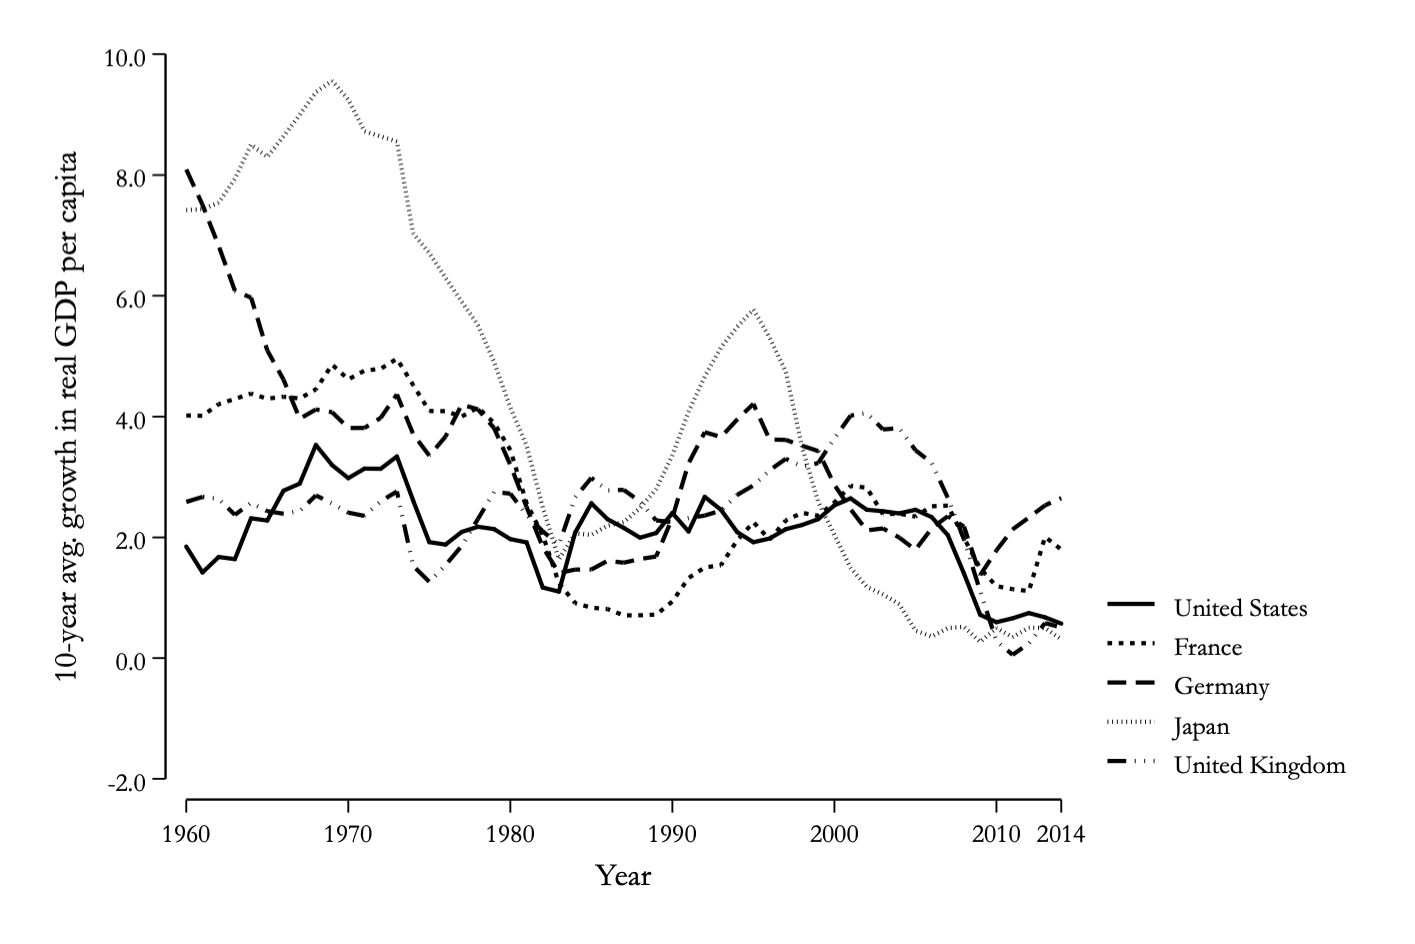 10-year avg. growth in real GDP per capita
10.0
8.0
6.0
4.0
2.0
0.0
-2.0
1960 1970 1980 1990 2000 2010 2014
Year
United States
France
Germany
Japan
United Kingdom